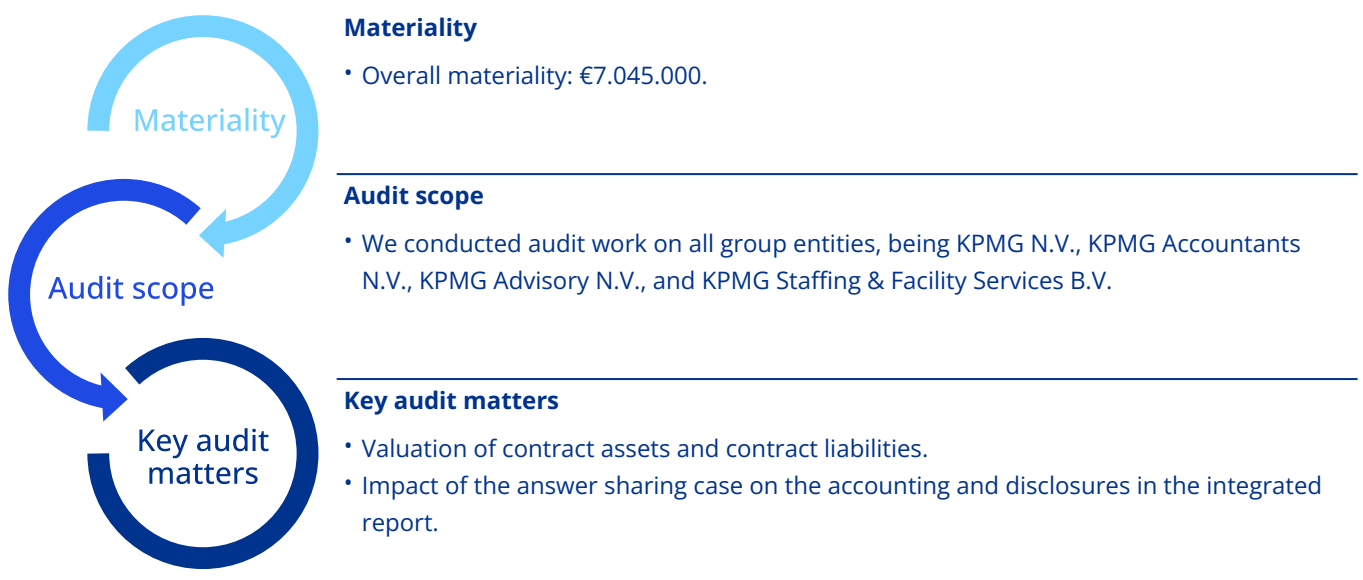 Materiality
Materiality
• Overall materiality: €7.045.000.
Audit scope
Audit scope
• We conducted audit work on all group entities, being KPMG N.V., KPMG Accountants
N.V., KPMG Advisory N.V., and KPMG Staffing & Facility Services B.V.
Key audit
matters
Key audit matters
• Valuation of contract assets and contract liabilities.
• Impact of the answer sharing case on the accounting and disclosures in the integrated
report.